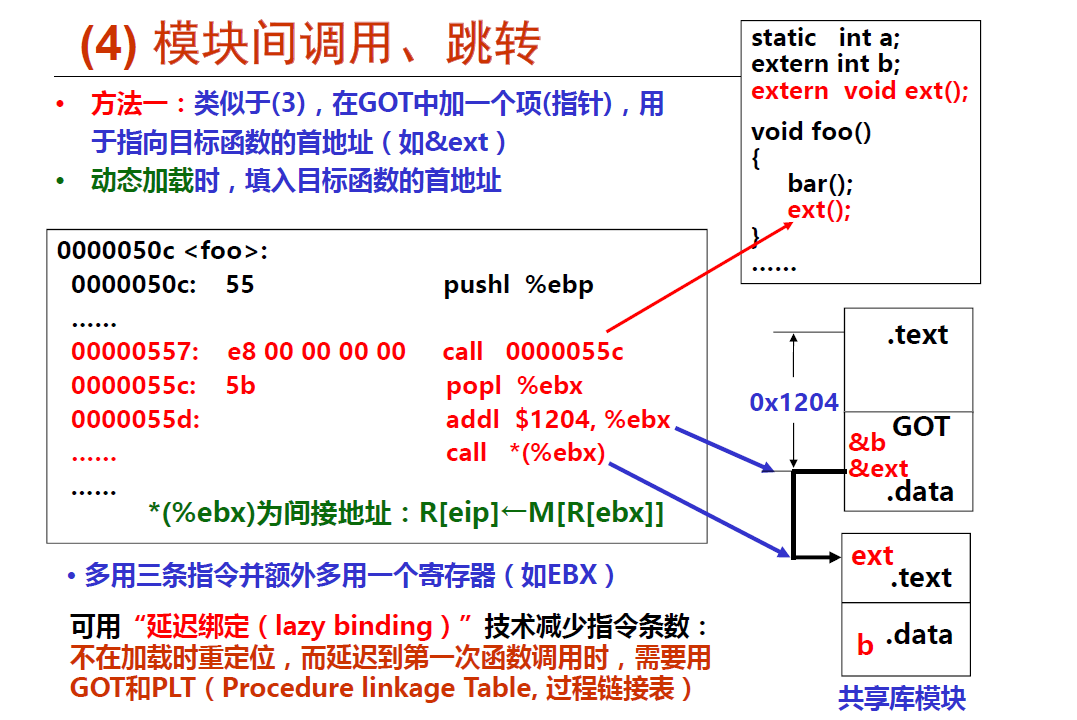 (4) 模块间调用、跳转
• 方法一：类似于(3)，在GOT中加一个项(指针)，用
于指向目标函数的首地址（如&ext）
• 动态加载时，填入目标函数的首地址
static int a;
extern int b;
extern void ext();
void foo()
{
bar();
ext();
}
……
0000050c <foo>:
0000050c: 55 pushl %ebp
……
00000557: e8 00 00 00 00 call 0000055c
0000055c: 5b popl %ebx
0000055d: addl $1204, %ebx
…… call *(%ebx)
……
*(%ebx)为间接地址：R[eip]←M[R[ebx]]
.text
0x1204
GOT
&b
&ext
.data
ext
.text
b .data
共享库模块
• 多用三条指令并额外多用一个寄存器（如EBX）
可用“延迟绑定（lazy binding）”技术减少指令条数：
不在加载时重定位，而延迟到第一次函数调用时，需要用
GOT和PLT（Procedure linkage Table, 过程链接表）